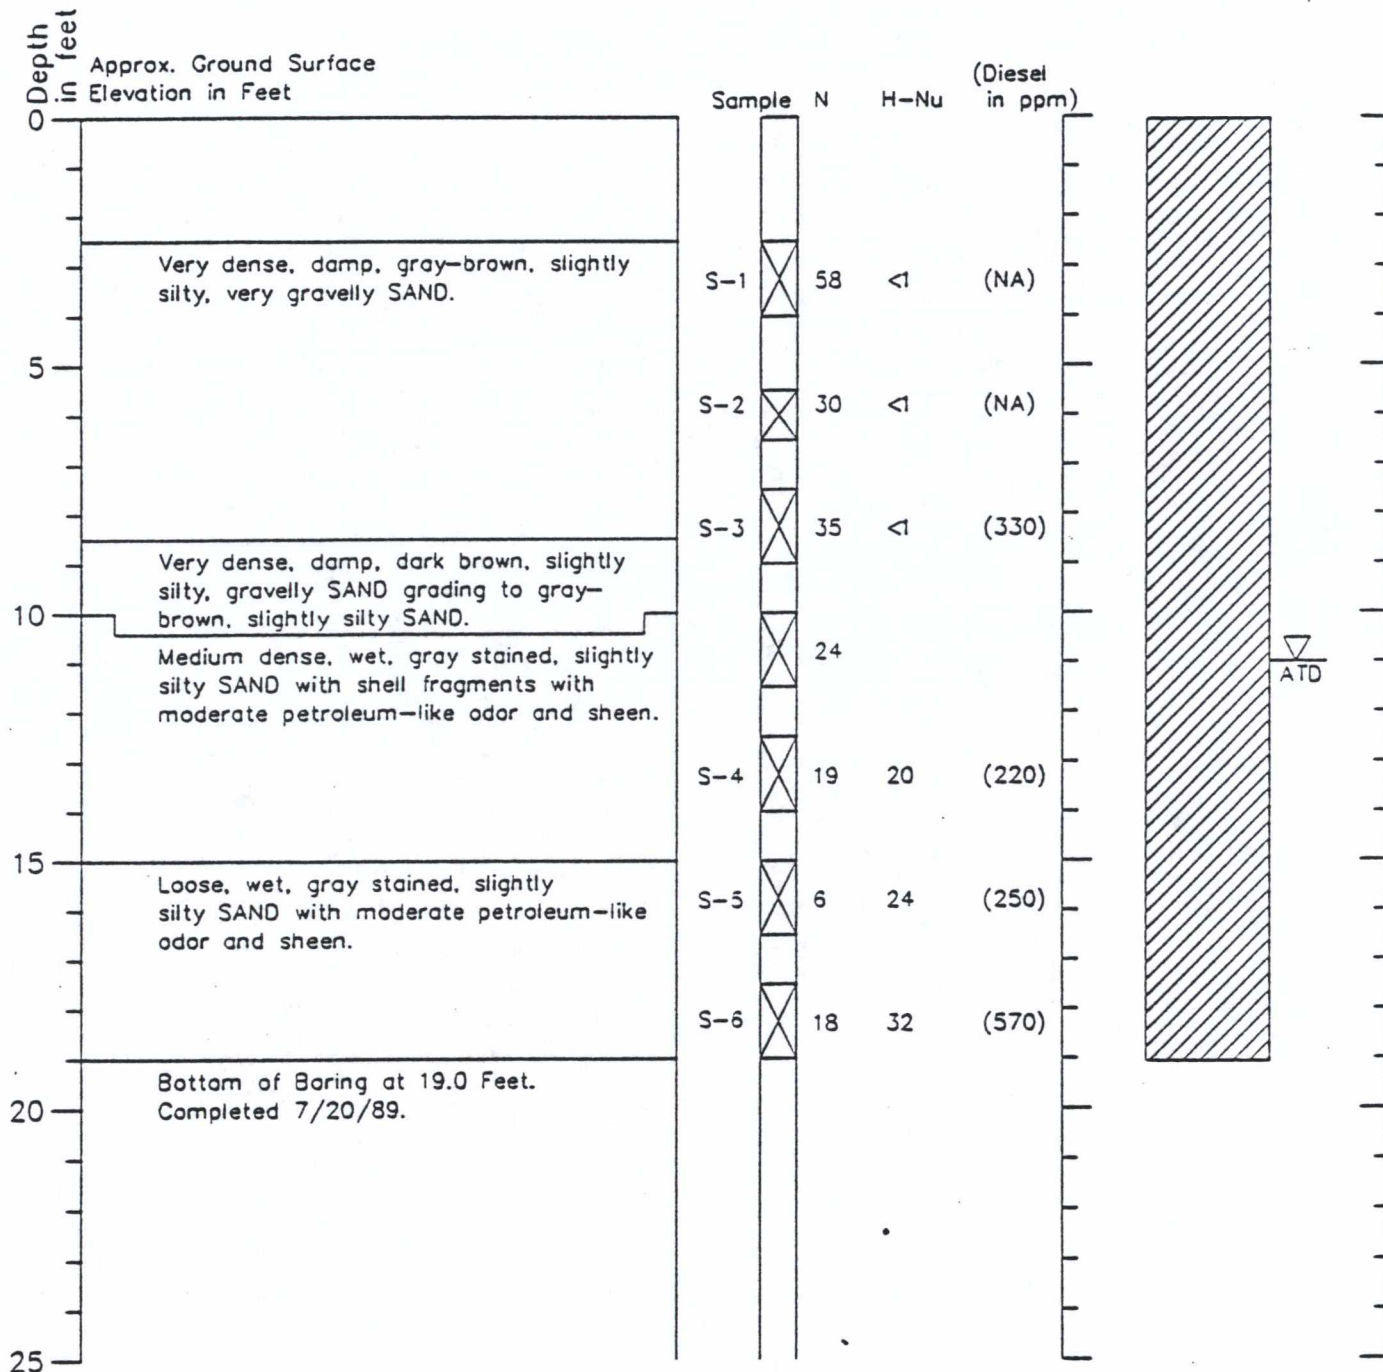 Depth
in feet
Approx. Ground Surface
Elevation in Feet
Sample N H-Nu (Diesel
in ppm)
0
Very dense, damp, gray-brown, slightly
silty, very gravelly SAND.
S-1 58 <1 (NA)
5
S-2 30 <1 (NA)
S-3 35 <1 (330)
Very dense, damp, dark brown, slightly
silty, gravelly SAND grading to gray-
brown, slightly silty SAND.
10
24
ATD
Medium dense, wet, gray stained, slightly
silty SAND with shell fragments with
moderate petroleum-like odor and sheen.
S-4 19 20 (220)
15
Loose, wet, gray stained, slightly
silty SAND with moderate petroleum-like
odor and sheen.
S-5 6 24 (250)
S-6 18 32 (570)
Bottom of Boring at 19.0 Feet.
Completed 7/20/89.
20
25